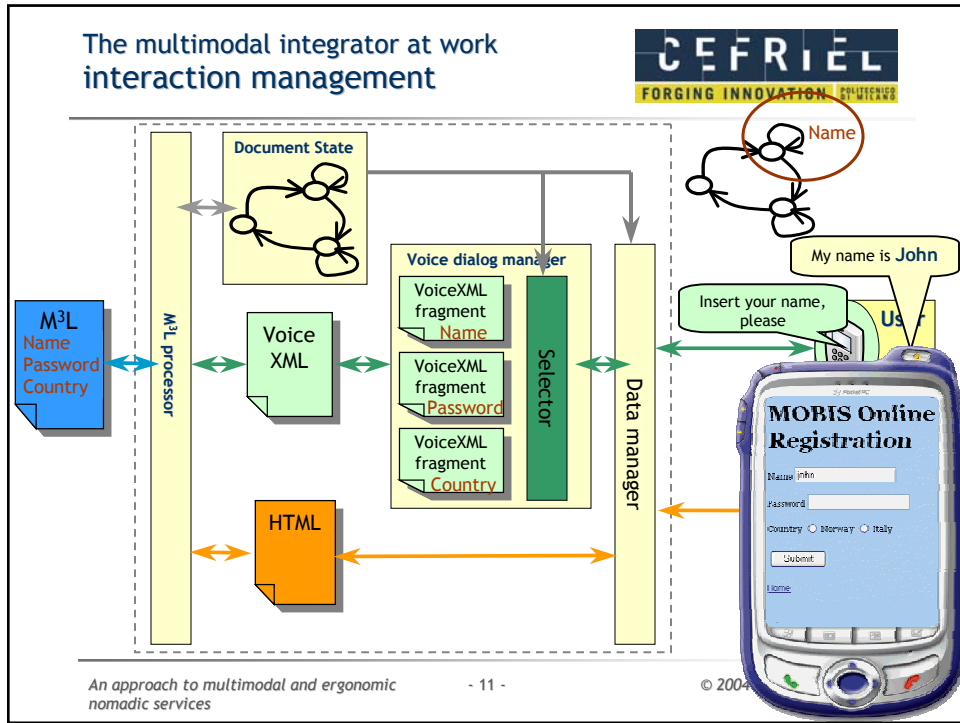 The multimodal integrator at work
interaction management
CEFRIEL
FORGING INNOVATION POLITECNICO DI MILANO
Document State
Name
My name is John
Voice dialog manager
Insert your name,
please
User
M³L
Name
Password
Country
M³L processor
Voice
XML
VoiceXML
fragment
Name
VoiceXML
fragment
Password
VoiceXML
fragment
Country
Selector
Data manager
HTML
MOBIS Online
Registration
Name john
Password
Country Norway Italy
Submit
Home
An approach to multimodal and ergonomic
nomadic services
- 11 -
© 2004